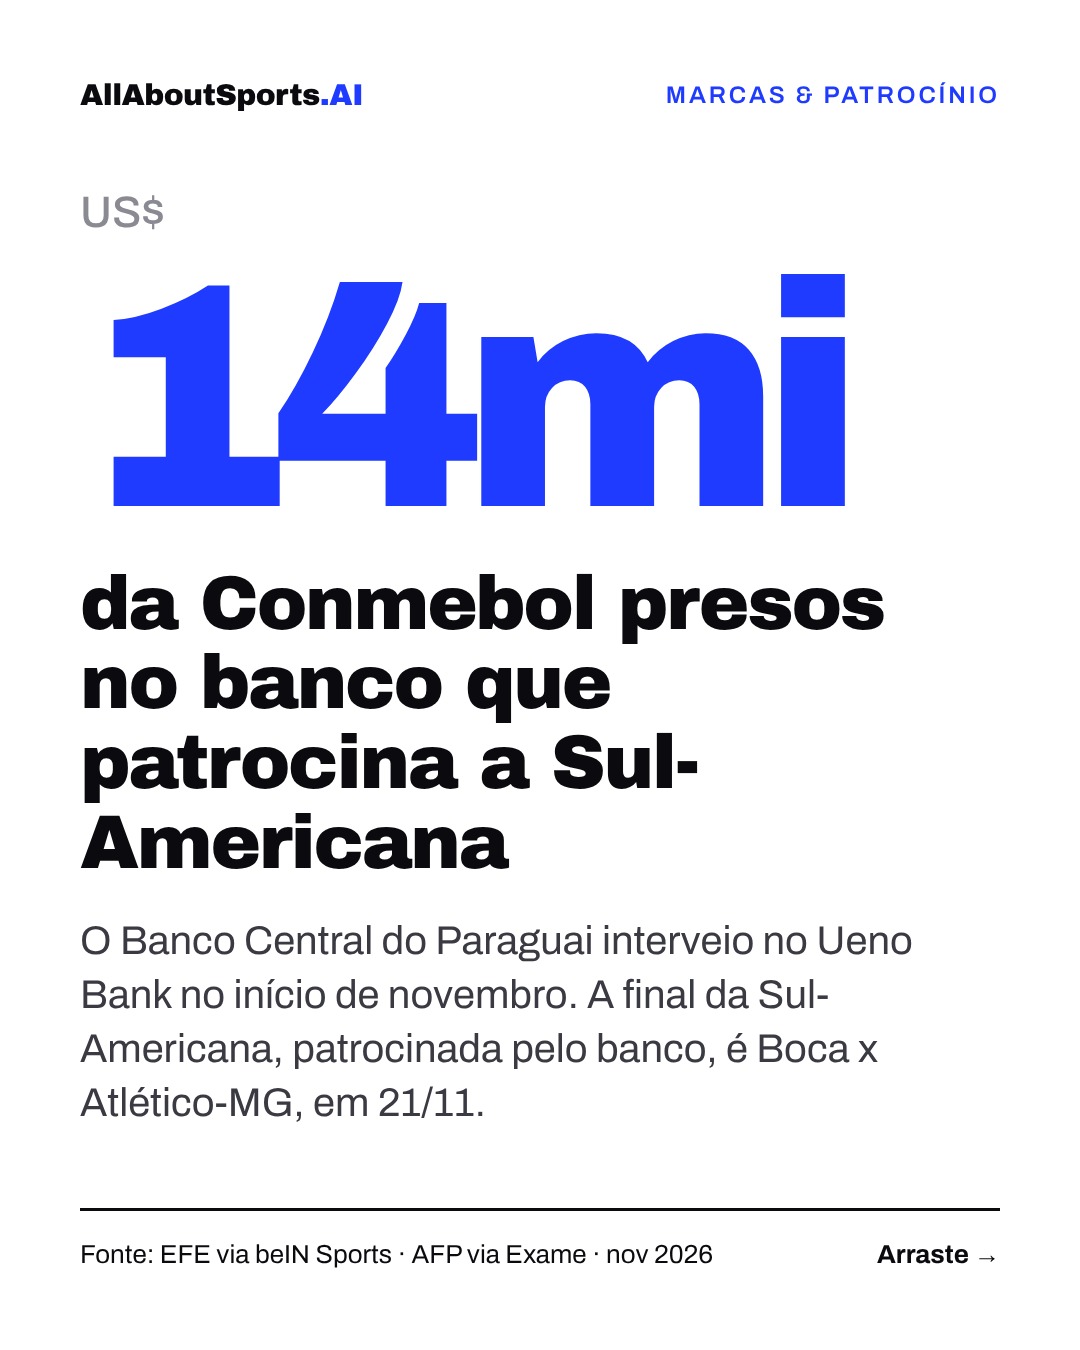 AllAboutSports.AI
MARCAS & PATROCÍNIO
US$
14mi
da Conmebol presos
no banco que
patrocina a Sul-
Americana
O Banco Central do Paraguai interveio no Ueno
Bank no início de novembro. A final da Sul-
Americana, patrocinada pelo banco, é Boca x
Atlético-MG, em 21/11.
Fonte: EFE via beIN Sports · AFP via Exame · nov 2026
Arraste →